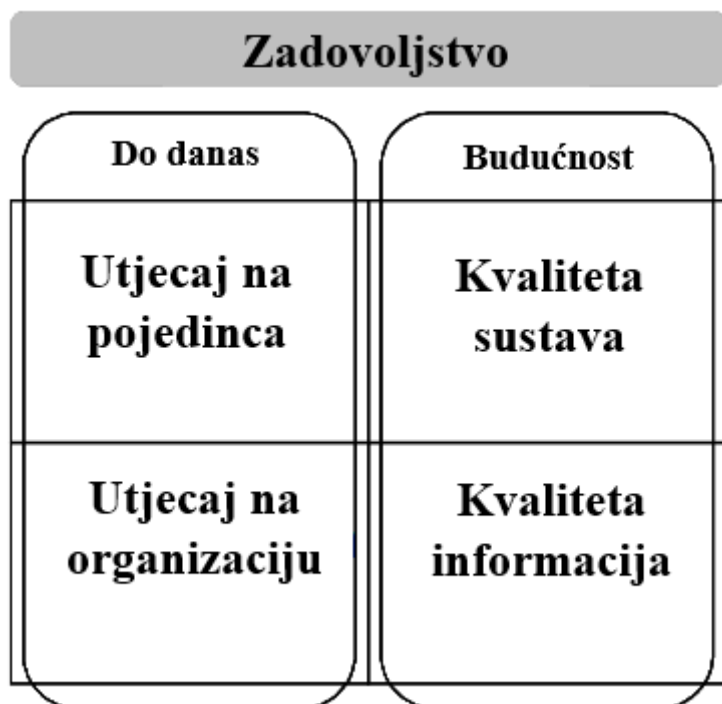 Zadovoljstvo
Do danas
Budućnost
Utjecaj na
pojedinca
Kvaliteta
sustava
Utjecaj na
organizaciju
Kvaliteta
informacija